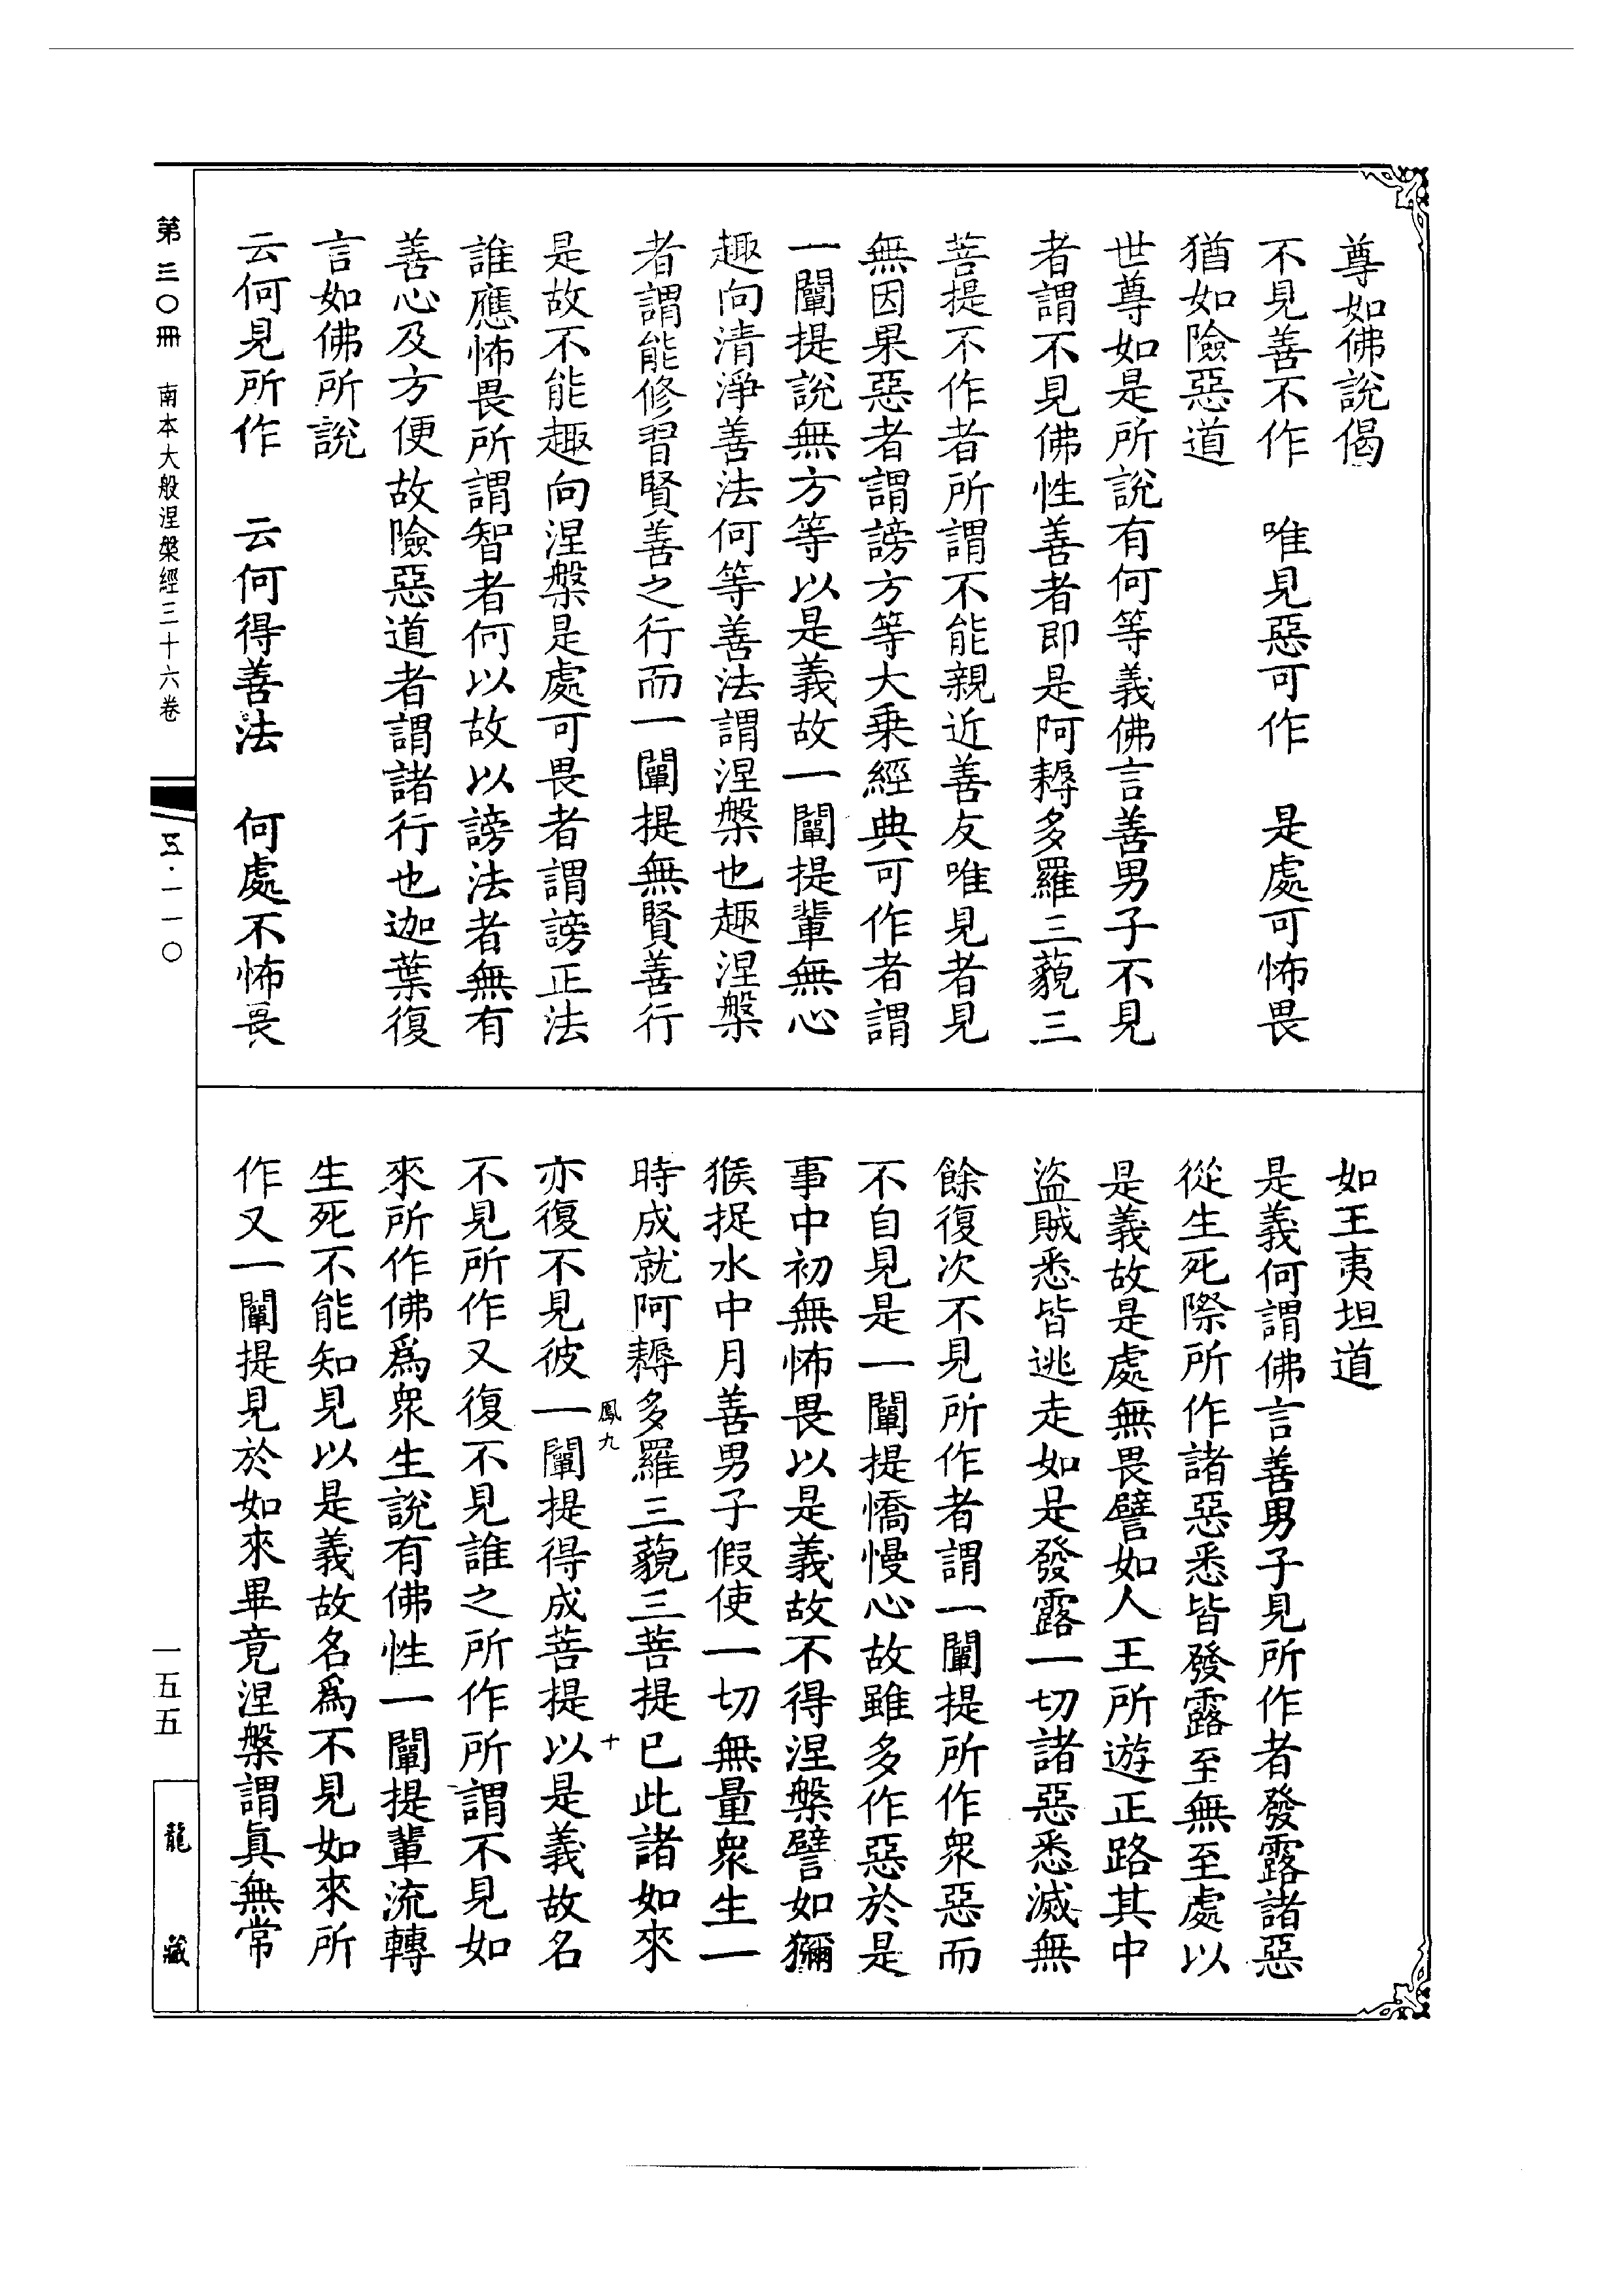 尊如佛說偈
不見善不作　唯見惡可作　是處可怖畏
猶如險惡道
世尊如是所說有何等義佛言善男子不見
者謂不見佛性善者即是阿耨多羅三藐三
菩提不作者所謂不能親近善友唯見者見
無因果惡者謂謗方等大乗經典可作者謂
一闡提說無方等以是義故一闡提輩無心
趣向清淨善法何等善法謂涅槃也趣涅槃
者謂能修習賢善之行而一闡提無賢善行
是故不能趣向涅槃是處可畏者謂謗正法
誰應怖畏所謂智者何以故以謗法者無有
善心及方便故險惡道者謂諸行也迦葉復
言如佛所說
云何見所作　云何得善法　何處不怖畏
如王夷坦道
是義何謂佛言善男子見所作者發露諸惡
從生死際所作諸惡悉皆發露至無至處以
是義故是處無畏譬如人王所遊正路其中
盜賊悉皆逃走如是發露一切諸惡悉滅無
餘復次不見所作者謂一闡提所作衆惡而
不自見是一闡提憍慢心故雖多作惡於是
事中初無怖畏以是義故不得涅槃譬如獼
猴捉水中月善男子假使一切無量衆生一
時成就阿耨多羅三藐三菩提已此諸如來
鳳九　十
亦復不見彼一闡提得成菩提以是義故名
不見所作又復不見誰之所作所謂不見如
來所作佛爲衆生說有佛性一闡提輩流轉
生死不能知見以是義故名爲不見如來所
作又一闡提見於如來畢竟涅槃謂眞無常
第三〇冊　南本大般涅槃經三十六卷
五·一一〇
一五五
龍藏